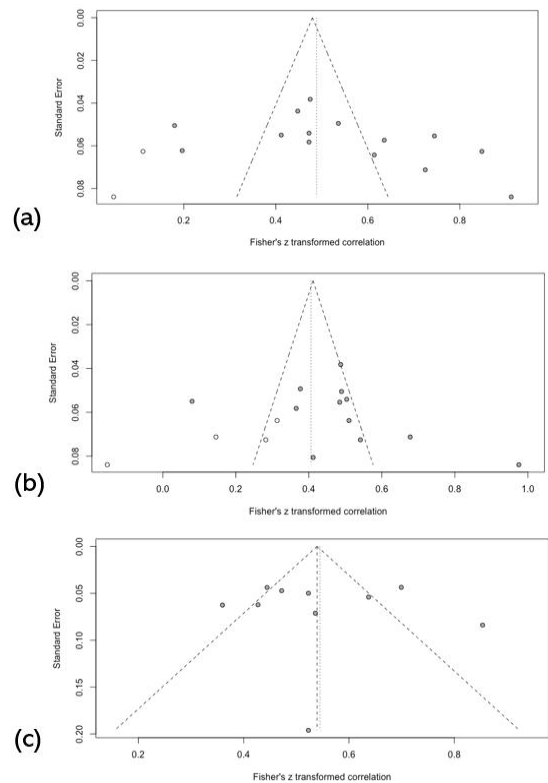 0.00
0.02
0.04
0.06
0.08
Standard Error
0.2 0.4 0.6 0.8
Fisher's z transformed correlation
(a)
0.00
0.02
0.04
0.06
0.08
Standard Error
0.0 0.2 0.4 0.6 0.8 1.0
Fisher's z transformed correlation
(b)
0.00
0.05
0.10
0.15
0.20
Standard Error
0.2 0.4 0.6 0.8
Fisher's z transformed correlation
(c)